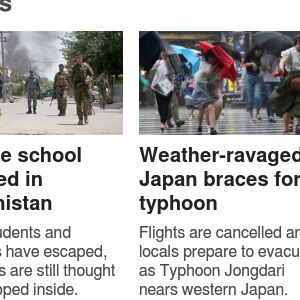 s
e school
ed in
nistan
udents and
s have escaped,
s are still thought
pped inside.
Weather-ravaged
Japan braces for
typhoon
Flights are cancelled an
locals prepare to evacu
as Typhoon Jongdari
nears western Japan.